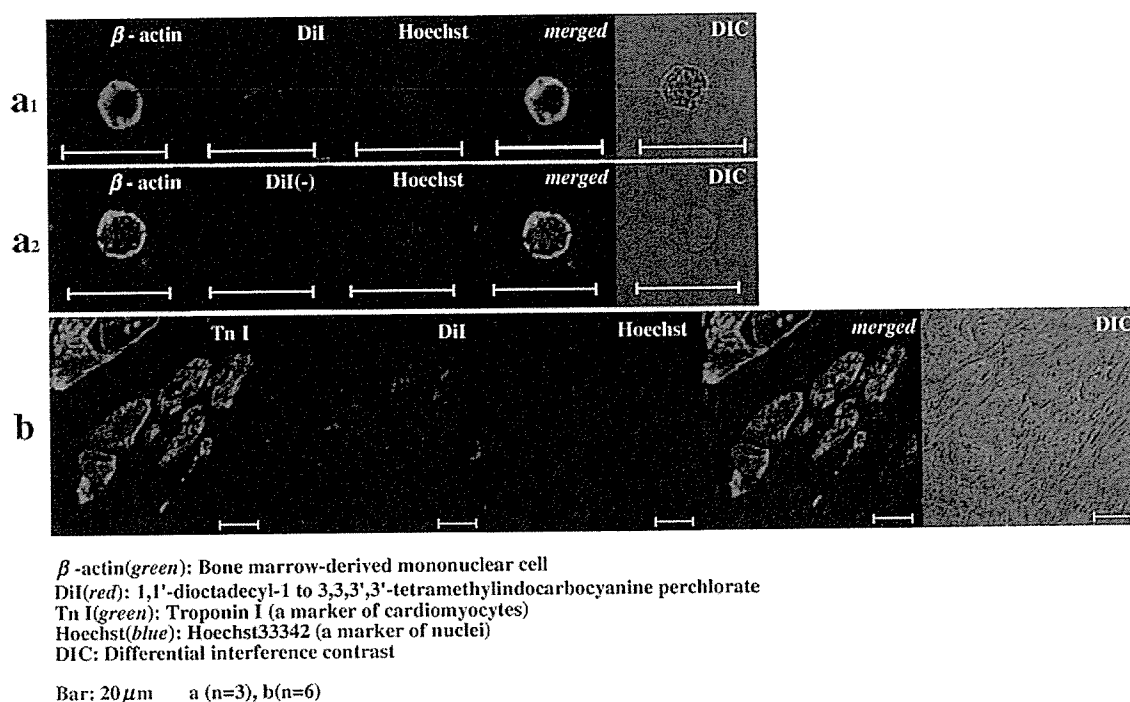 β-actin DiI Hoechst merged DIC
a1
β-actin DiI(-) Hoechst merged DIC
a2
Tn I DiI Hoechst merged DIC
b
β-actin(green): Bone marrow-derived mononuclear cell
DiI(red): 1,1'-dioctadecyl-1 to 3,3,3',3'-tetramethylindocarbocyanine perchlorate
Tn I(green): Troponin I (a marker of cardiomyocytes)
Hoechst(blue): Hoechst33342 (a marker of nuclei)
DIC: Differential interference contrast
Bar: 20μm a (n=3), b(n=6)